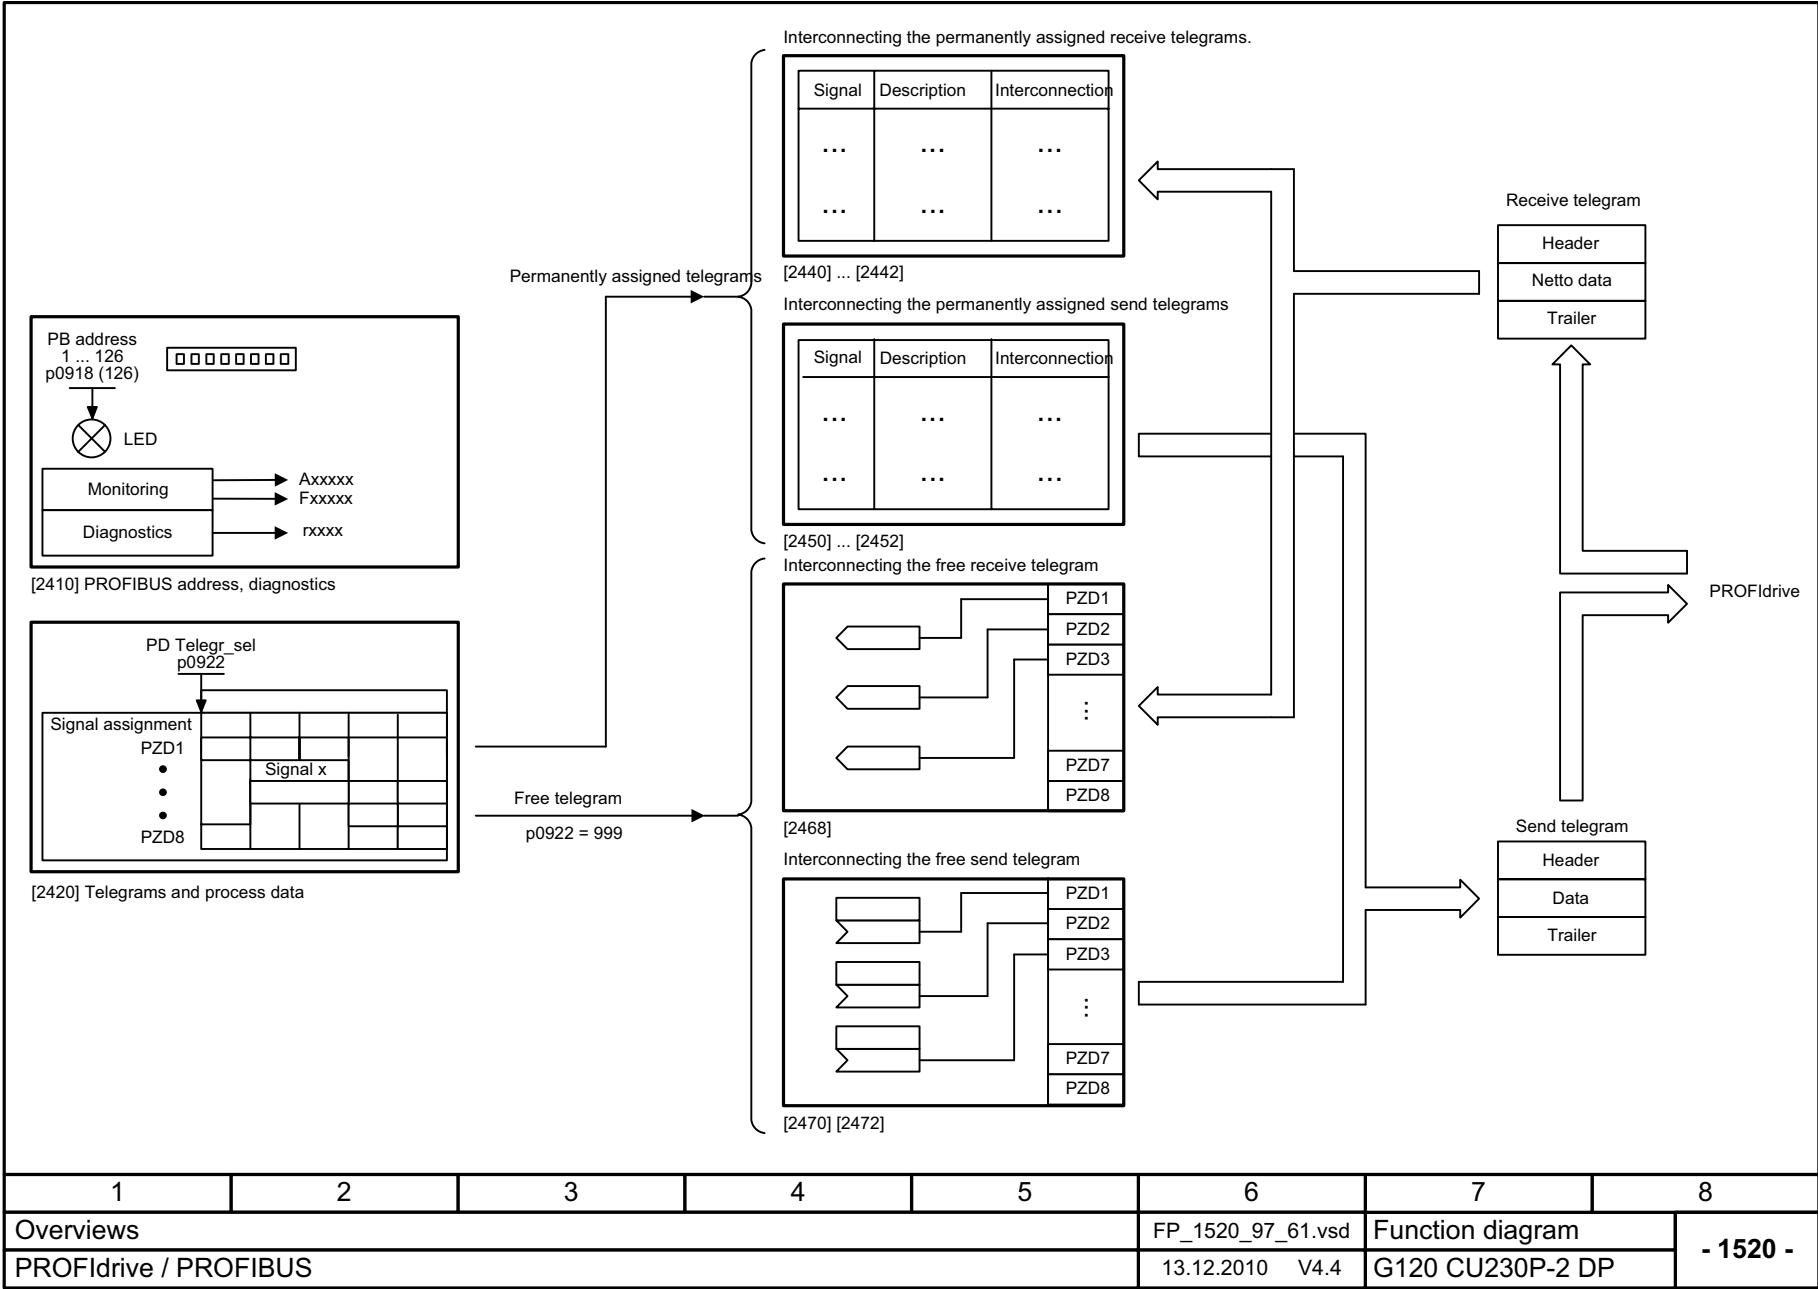 Interconnecting the permanently assigned receive telegrams.
Signal Description Interconnection
... ... ...
... ... ...
[2440] ... [2442]
Permanently assigned telegrams
Interconnecting the permanently assigned send telegrams
Signal Description Interconnection
... ... ...
... ... ...
[2450] ... [2452]
PB address
1 ... 126
p0918 (126)
LED
Monitoring
Axxxxx
Fxxxxx
Diagnostics
rxxxx
[2410] PROFIBUS address, diagnostics
PD Telegr_sel
p0922
Signal assignment
PZD1
Signal x
PZD8
[2420] Telegrams and process data
Free telegram
p0922 = 999
Interconnecting the free receive telegram
PZD1
PZD2
PZD3
...
PZD7
PZD8
[2468]
Interconnecting the free send telegram
PZD1
PZD2
PZD3
...
PZD7
PZD8
[2470] [2472]
Receive telegram
Header
Netto data
Trailer
PROFIdrive
Send telegram
Header
Data
Trailer
1 2 3 4 5 6 7 8
Overviews
PROFIdrive / PROFIBUS
FP_1520_97_61.vsd
13.12.2010 V4.4
Function diagram
G120 CU230P-2 DP
- 1520 -